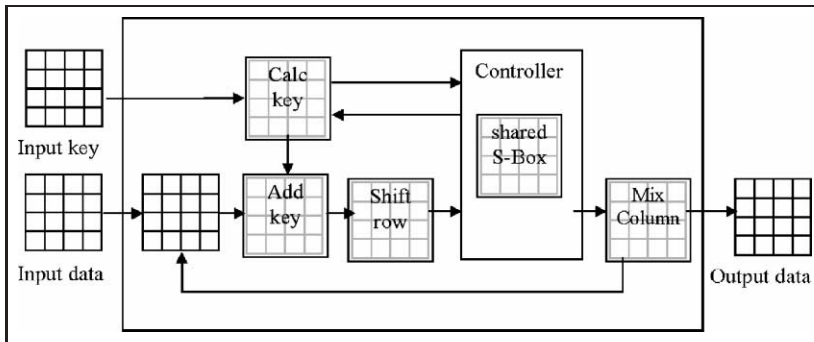 Calc
key
Controller
shared
S-Box
Input key
Add
key
Shift
row
Mix
Column
Input data
Output data